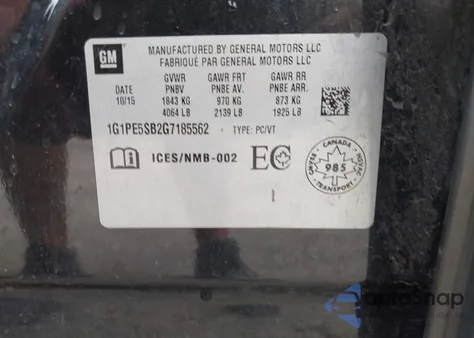 GM
MANUFACTURED BY GENERAL MOTORS LLC
FABRIQUÉ PAR GENERAL MOTORS LLC
GVWR GAWR FRT GAWR RR
DATE PNBV PNBE AV. PNBE ARR.
10/15 1843 KG 970 KG 873 KG
4064 LB 2139 LB 1925 LB
1G1PE5SB2G7185562 TYPE: PC/VT
ICES/NMB-002 EC
CANADA
985
TRANSPORT
autoSnap